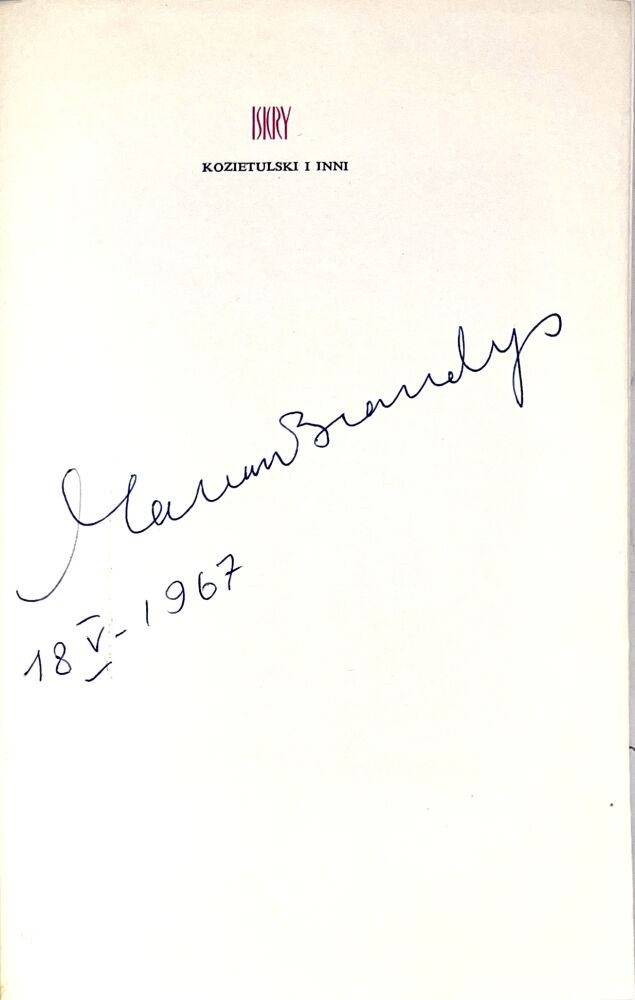 ISKRY
KOZIETULSKI I INNI
Marian Brandys
18 V - 1967